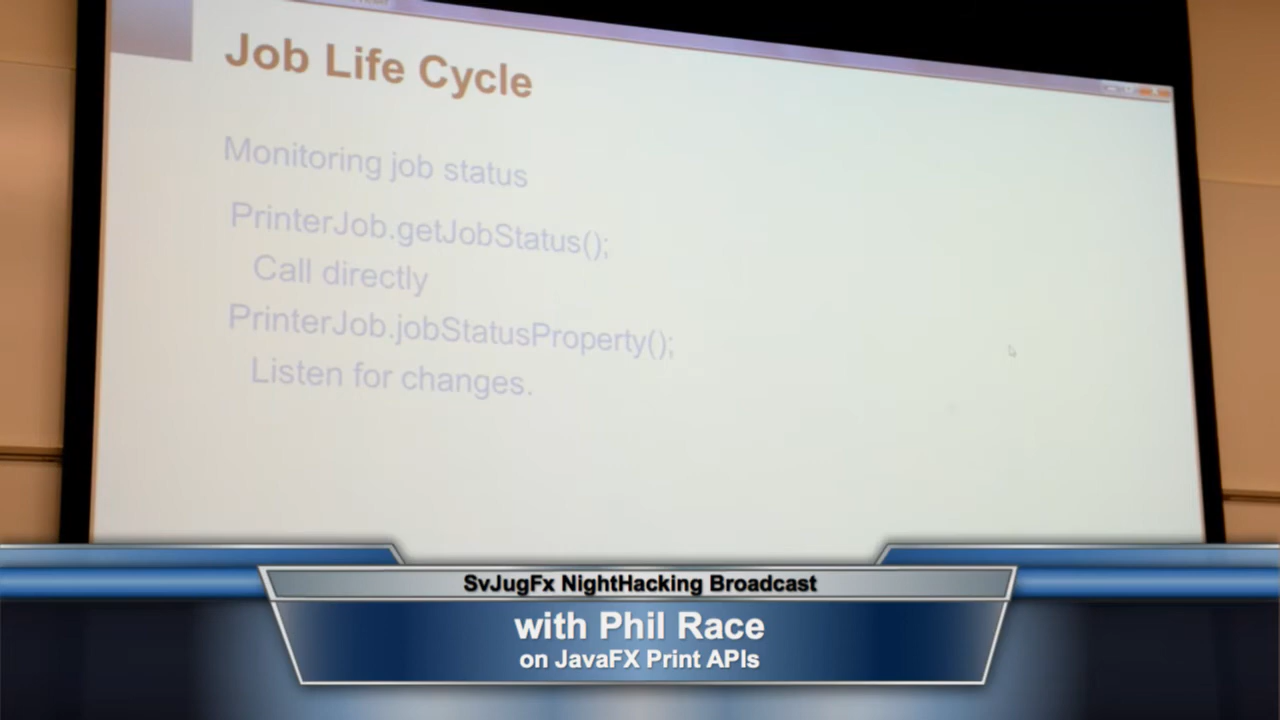 Job Life Cycle
Monitoring job status
PrinterJob.getJobStatus();
Call directly
PrinterJob.jobStatusProperty();
Listen for changes.
SvJugFx NightHacking Broadcast
with Phil Race
on JavaFX Print APIs